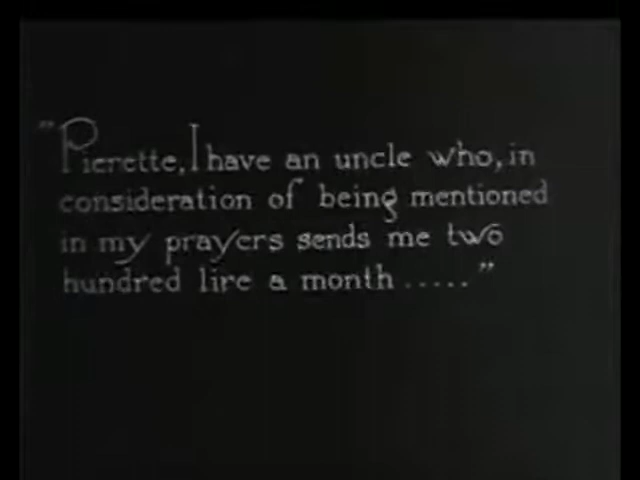 "Pierette, I have an uncle who, in
consideration of being mentioned
in my prayers sends me two
hundred lire a month ....."